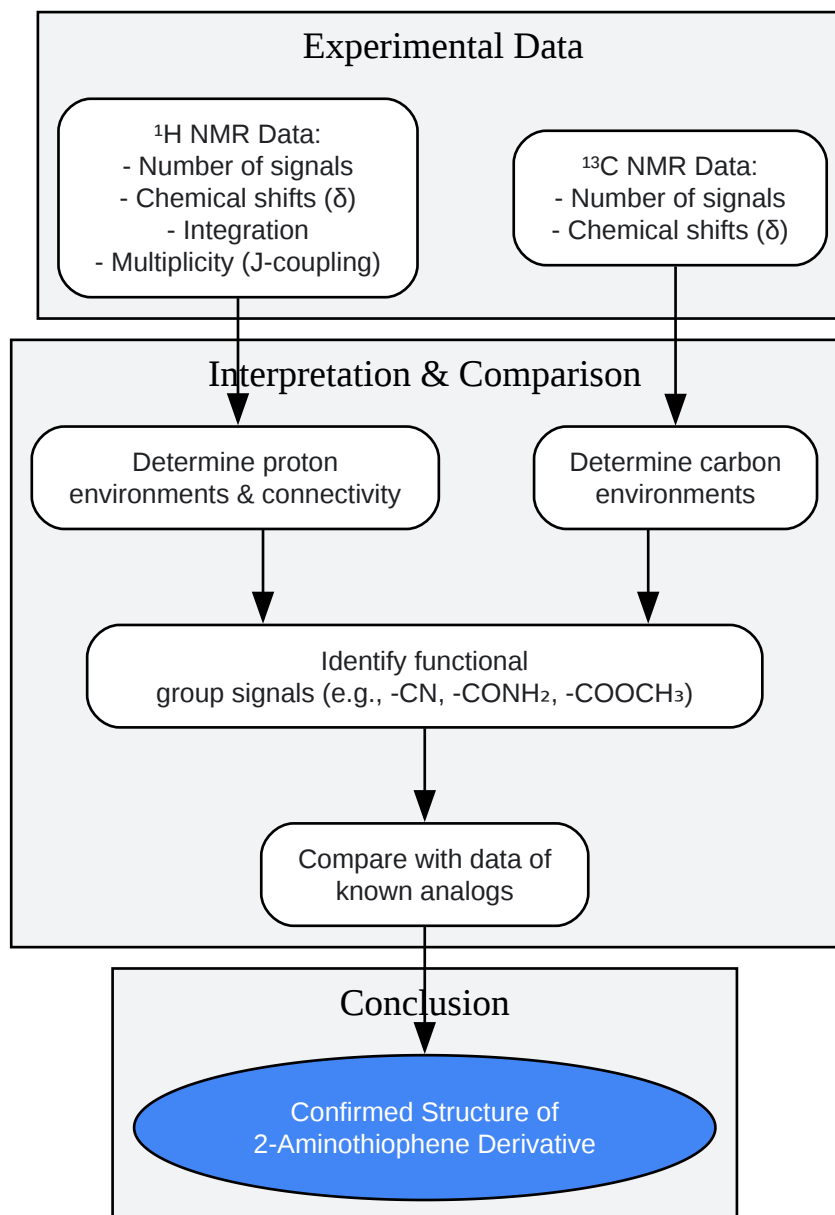 Experimental Data
¹H NMR Data:
- Number of signals
- Chemical shifts (δ)
- Integration
- Multiplicity (J-coupling)
¹³C NMR Data:
- Number of signals
- Chemical shifts (δ)
Interpretation & Comparison
Determine proton
environments & connectivity
Determine carbon
environments
Identify functional
group signals (e.g., -CN, -CONH₂, -COOCH₃)
Compare with data of
known analogs
Conclusion
Confirmed Structure of
2-Aminothiophene Derivative